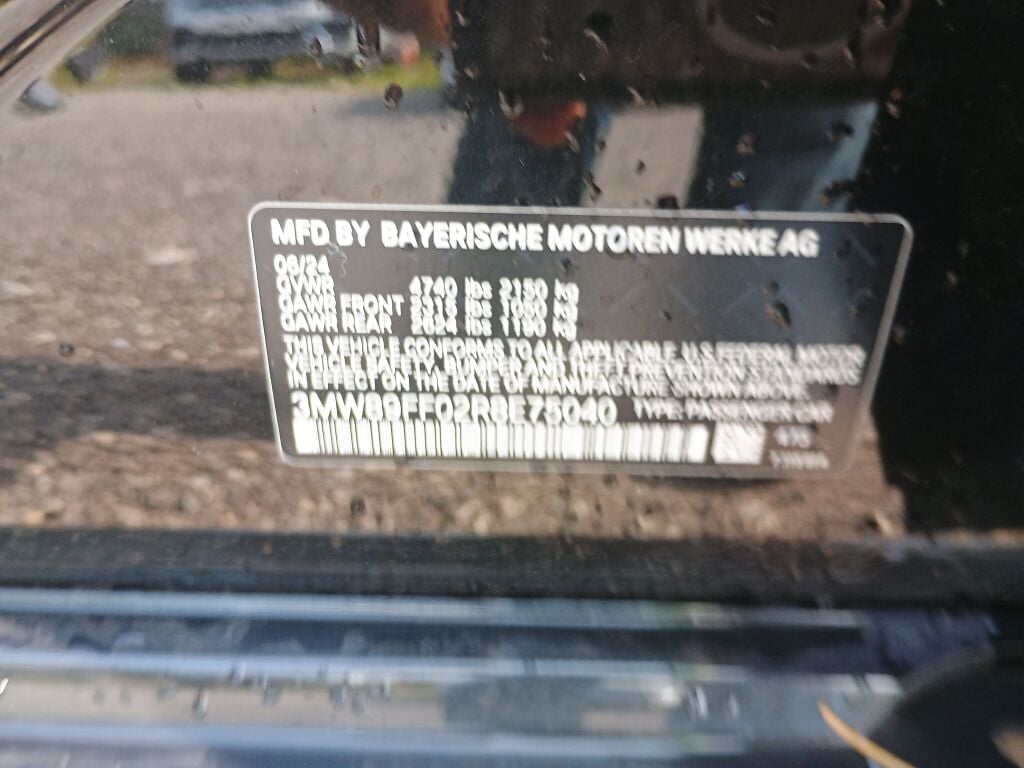 MFD BY BAYERISCHE MOTOREN WERKE AG
06/24
GVWR 4740 lbs 2150 kg
GAWR FRONT 2315 lbs 1050 kg
GAWR REAR 2624 lbs 1190 kg
THIS VEHICLE CONFORMS TO ALL APPLICABLE U.S. FEDERAL MOTOR
VEHICLE SAFETY, BUMPER AND THEFT PREVENTION STANDARDS
IN EFFECT ON THE DATE OF MANUFACTURE SHOWN ABOVE.
3MW89FF02R8E75040 TYPE: PASSENGER CAR
475